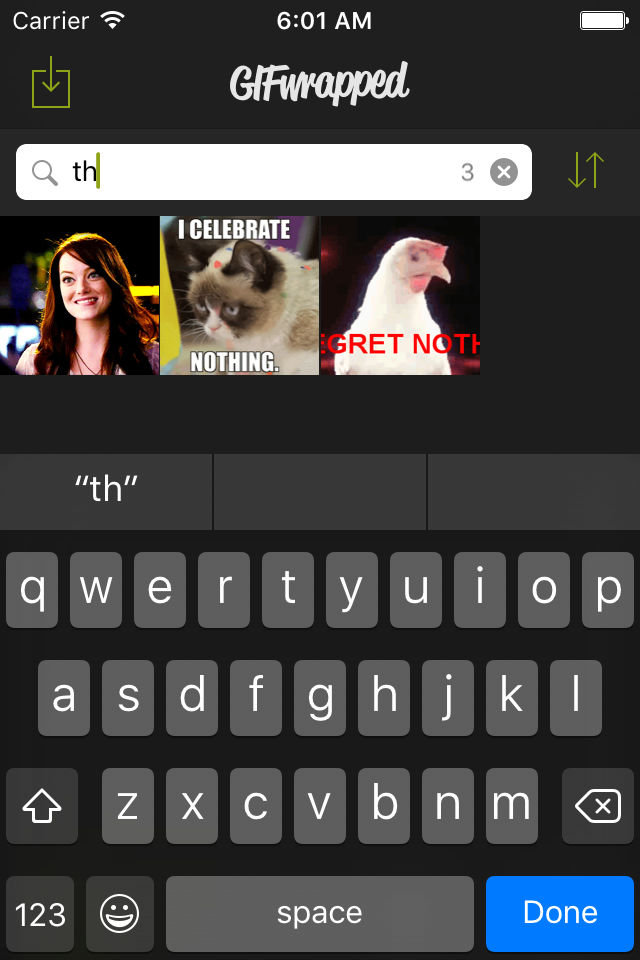 Carrier 6:01 AM
GIFwrapped
th 3
I CELEBRATE
NOTHING.
EGRET NOTH
“th”
q w e r t y u i o p
a s d f g h j k l
z x c v b n m
123 space Done